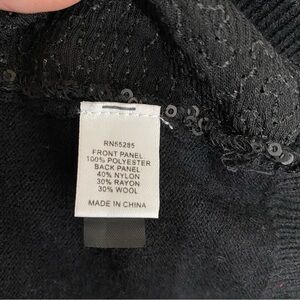 RN55285
FRONT PANEL
100% POLYESTER
BACK PANEL
40% NYLON
30% RAYON
30% WOOL
MADE IN CHINA